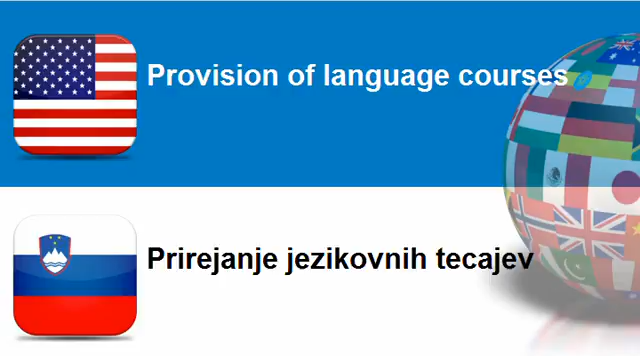 Provision of language courses
Prirejanje jezikovnih tecajev